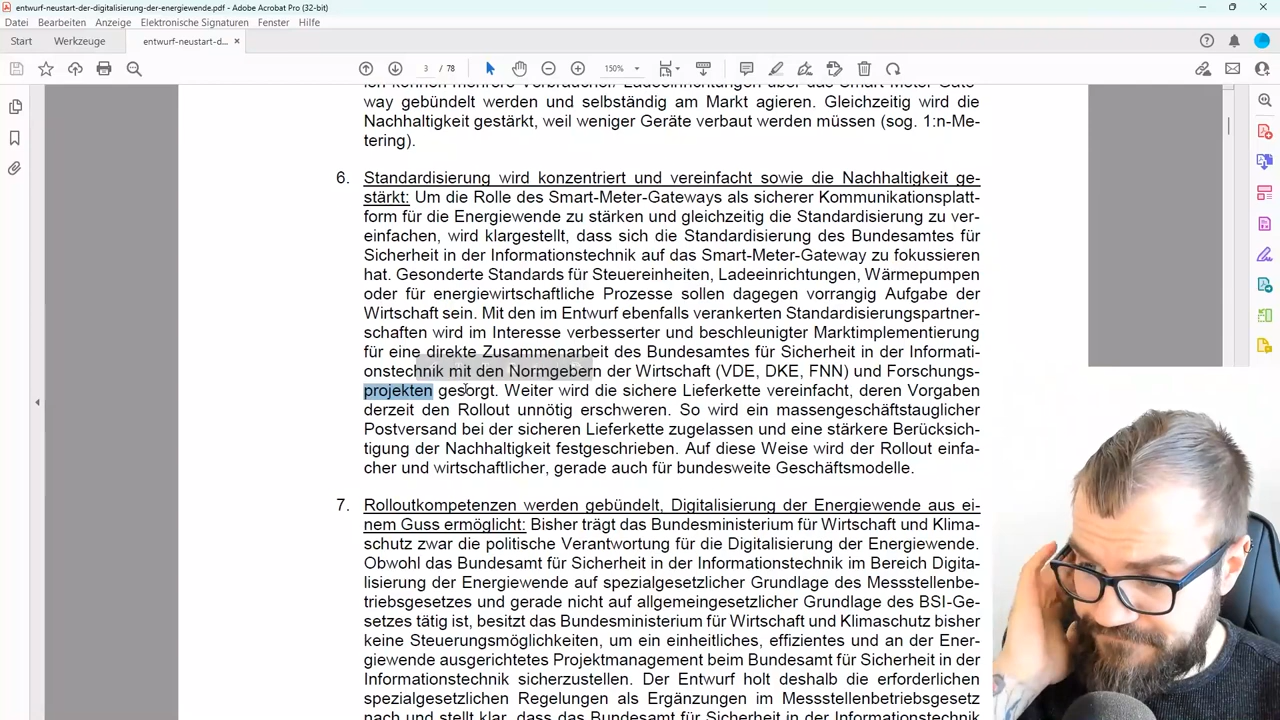 entwurf-neustart-der-digitalisierung-der-energiewende.pdf - Adobe Acrobat Pro (32-bit)
Datei Bearbeiten Anzeige Elektronische Signaturen Fenster Hilfe
Start Werkzeuge entwurf-neustart-d... ×
3 / 78 150%
way gebündelt werden und selbständig am Markt agieren. Gleichzeitig wird die
Nachhaltigkeit gestärkt, weil weniger Geräte verbaut werden müssen (sog. 1:n-Me-
tering).
6. Standardisierung wird konzentriert und vereinfacht sowie die Nachhaltigkeit ge-
stärkt: Um die Rolle des Smart-Meter-Gateways als sicherer Kommunikationsplatt-
form für die Energiewende zu stärken und gleichzeitig die Standardisierung zu ver-
einfachen, wird klargestellt, dass sich die Standardisierung des Bundesamtes für
Sicherheit in der Informationstechnik auf das Smart-Meter-Gateway zu fokussieren
hat. Gesonderte Standards für Steuereinheiten, Ladeeinrichtungen, Wärmepumpen
oder für energiewirtschaftliche Prozesse sollen dagegen vorrangig Aufgabe der
Wirtschaft sein. Mit den im Entwurf ebenfalls verankerten Standardisierungspartner-
schaften wird im Interesse verbesserter und beschleunigter Marktimplementierung
für eine direkte Zusammenarbeit des Bundesamtes für Sicherheit in der Informati-
onstechnik mit den Normgebern der Wirtschaft (VDE, DKE, FNN) und Forschungs-
projekten gesorgt. Weiter wird die sichere Lieferkette vereinfacht, deren Vorgaben
derzeit den Rollout unnötig erschweren. So wird ein massengeschäftstauglicher
Postversand bei der sicheren Lieferkette zugelassen und eine stärkere Berücksich-
tigung der Nachhaltigkeit festgeschrieben. Auf diese Weise wird der Rollout einfa-
cher und wirtschaftlicher, gerade auch für bundesweite Geschäftsmodelle.
7. Rolloutkompetenzen werden gebündelt, Digitalisierung der Energiewende aus ei-
nem Guss ermöglicht: Bisher trägt das Bundesministerium für Wirtschaft und Klima-
schutz zwar die politische Verantwortung für die Digitalisierung der Energiewende.
Obwohl das Bundesamt für Sicherheit in der Informationstechnik im Bereich Digita-
lisierung der Energiewende auf spezialgesetzlicher Grundlage des Messstellenbe-
triebsgesetzes und gerade nicht auf allgemeingesetzlicher Grundlage des BSI-Ge-
setzes tätig ist, besitzt das Bundesministerium für Wirtschaft und Klimaschutz bisher
keine Steuerungsmöglichkeiten, um ein einheitliches, effizientes und an der Ener-
giewende ausgerichtetes Projektmanagement beim Bundesamt für Sicherheit in der
Informationstechnik sicherzustellen. Der Entwurf holt deshalb die erforderlichen
spezialgesetzlichen Regelungen als Ergänzungen im Messstellenbetriebsgesetz
nach und stellt klar, dass das Bundesamt für Sicherheit in der Informationstechnik